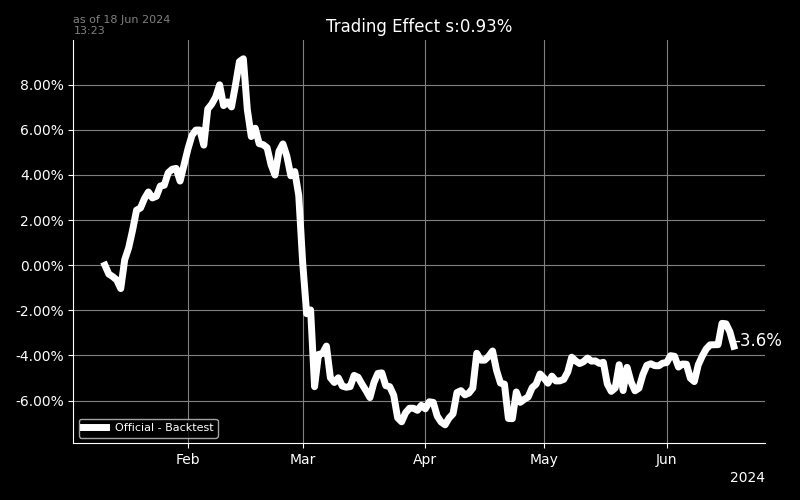 as of 18 Jun 2024
13:23
Trading Effect s:0.93%
8.00%
6.00%
4.00%
2.00%
0.00%
-2.00%
-4.00%
-6.00%
-3.6%
Official - Backtest
Feb
Mar
Apr
May
Jun
2024